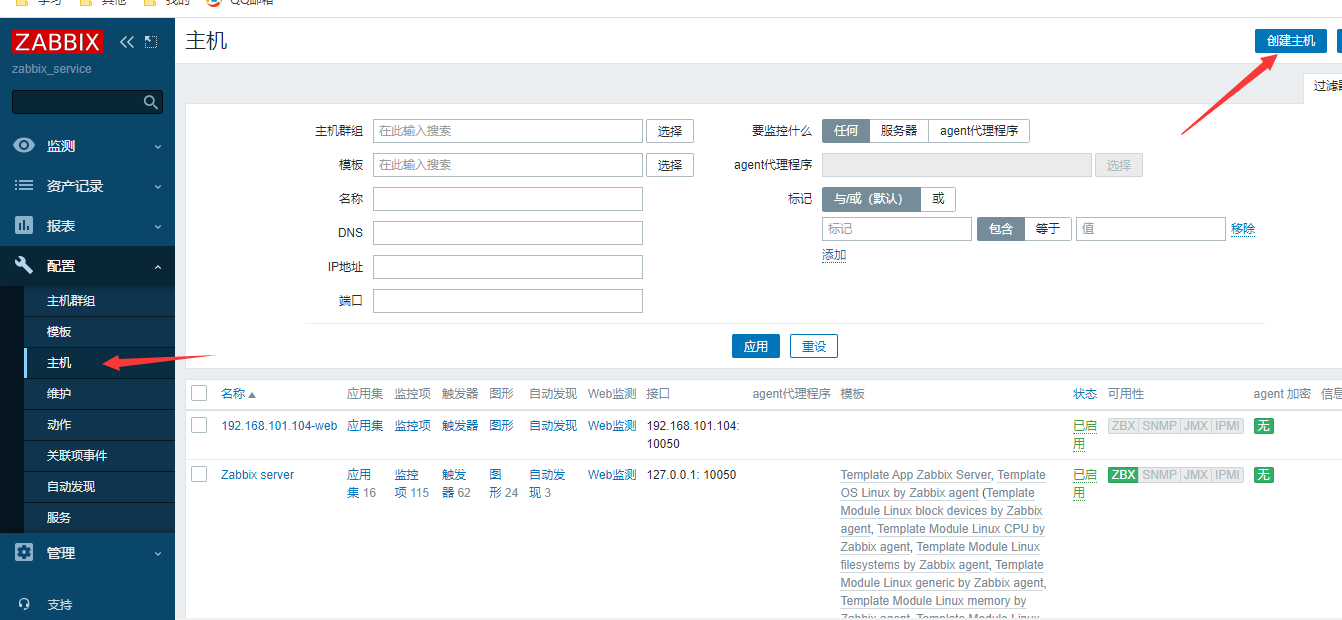 学习 其他 我的 QQ邮箱
ZABBIX
zabbix_service
监测
资产记录
报表
配置
主机群组
模板
主机
维护
动作
关联项事件
自动发现
服务
管理
支持
主机
创建主机
过滤器
主机群组 在此输入搜索 选择
模板 在此输入搜索 选择
名称
DNS
IP地址
端口
要监控什么 任何 服务器 agent代理程序
agent代理程序 选择
标记 与/或（默认） 或
标记 包含 等于 值 移除
添加
应用 重设
名称 应用集 监控项 触发器 图形 自动发现 Web监测 接口 agent代理程序 模板 状态 可用性 agent 加密 信息
192.168.101.104-web 应用集 监控项 触发器 图形 自动发现 Web监测 192.168.101.104: 已启 ZBX SNMP JMX IPMI 无
10050 用
Zabbix server 应用 监控 触发 图 自动发 Web监测 127.0.0.1: 10050 Template App Zabbix Server, Template 已启 ZBX SNMP JMX IPMI 无
集 16 项 115 器 62 形 24 现 3 OS Linux by Zabbix agent (Template 用
Module Linux block devices by Zabbix
agent, Template Module Linux CPU by
Zabbix agent, Template Module Linux
filesystems by Zabbix agent, Template
Module Linux generic by Zabbix agent,
Template Module Linux memory by
Zabbix agent, Template Module Linux